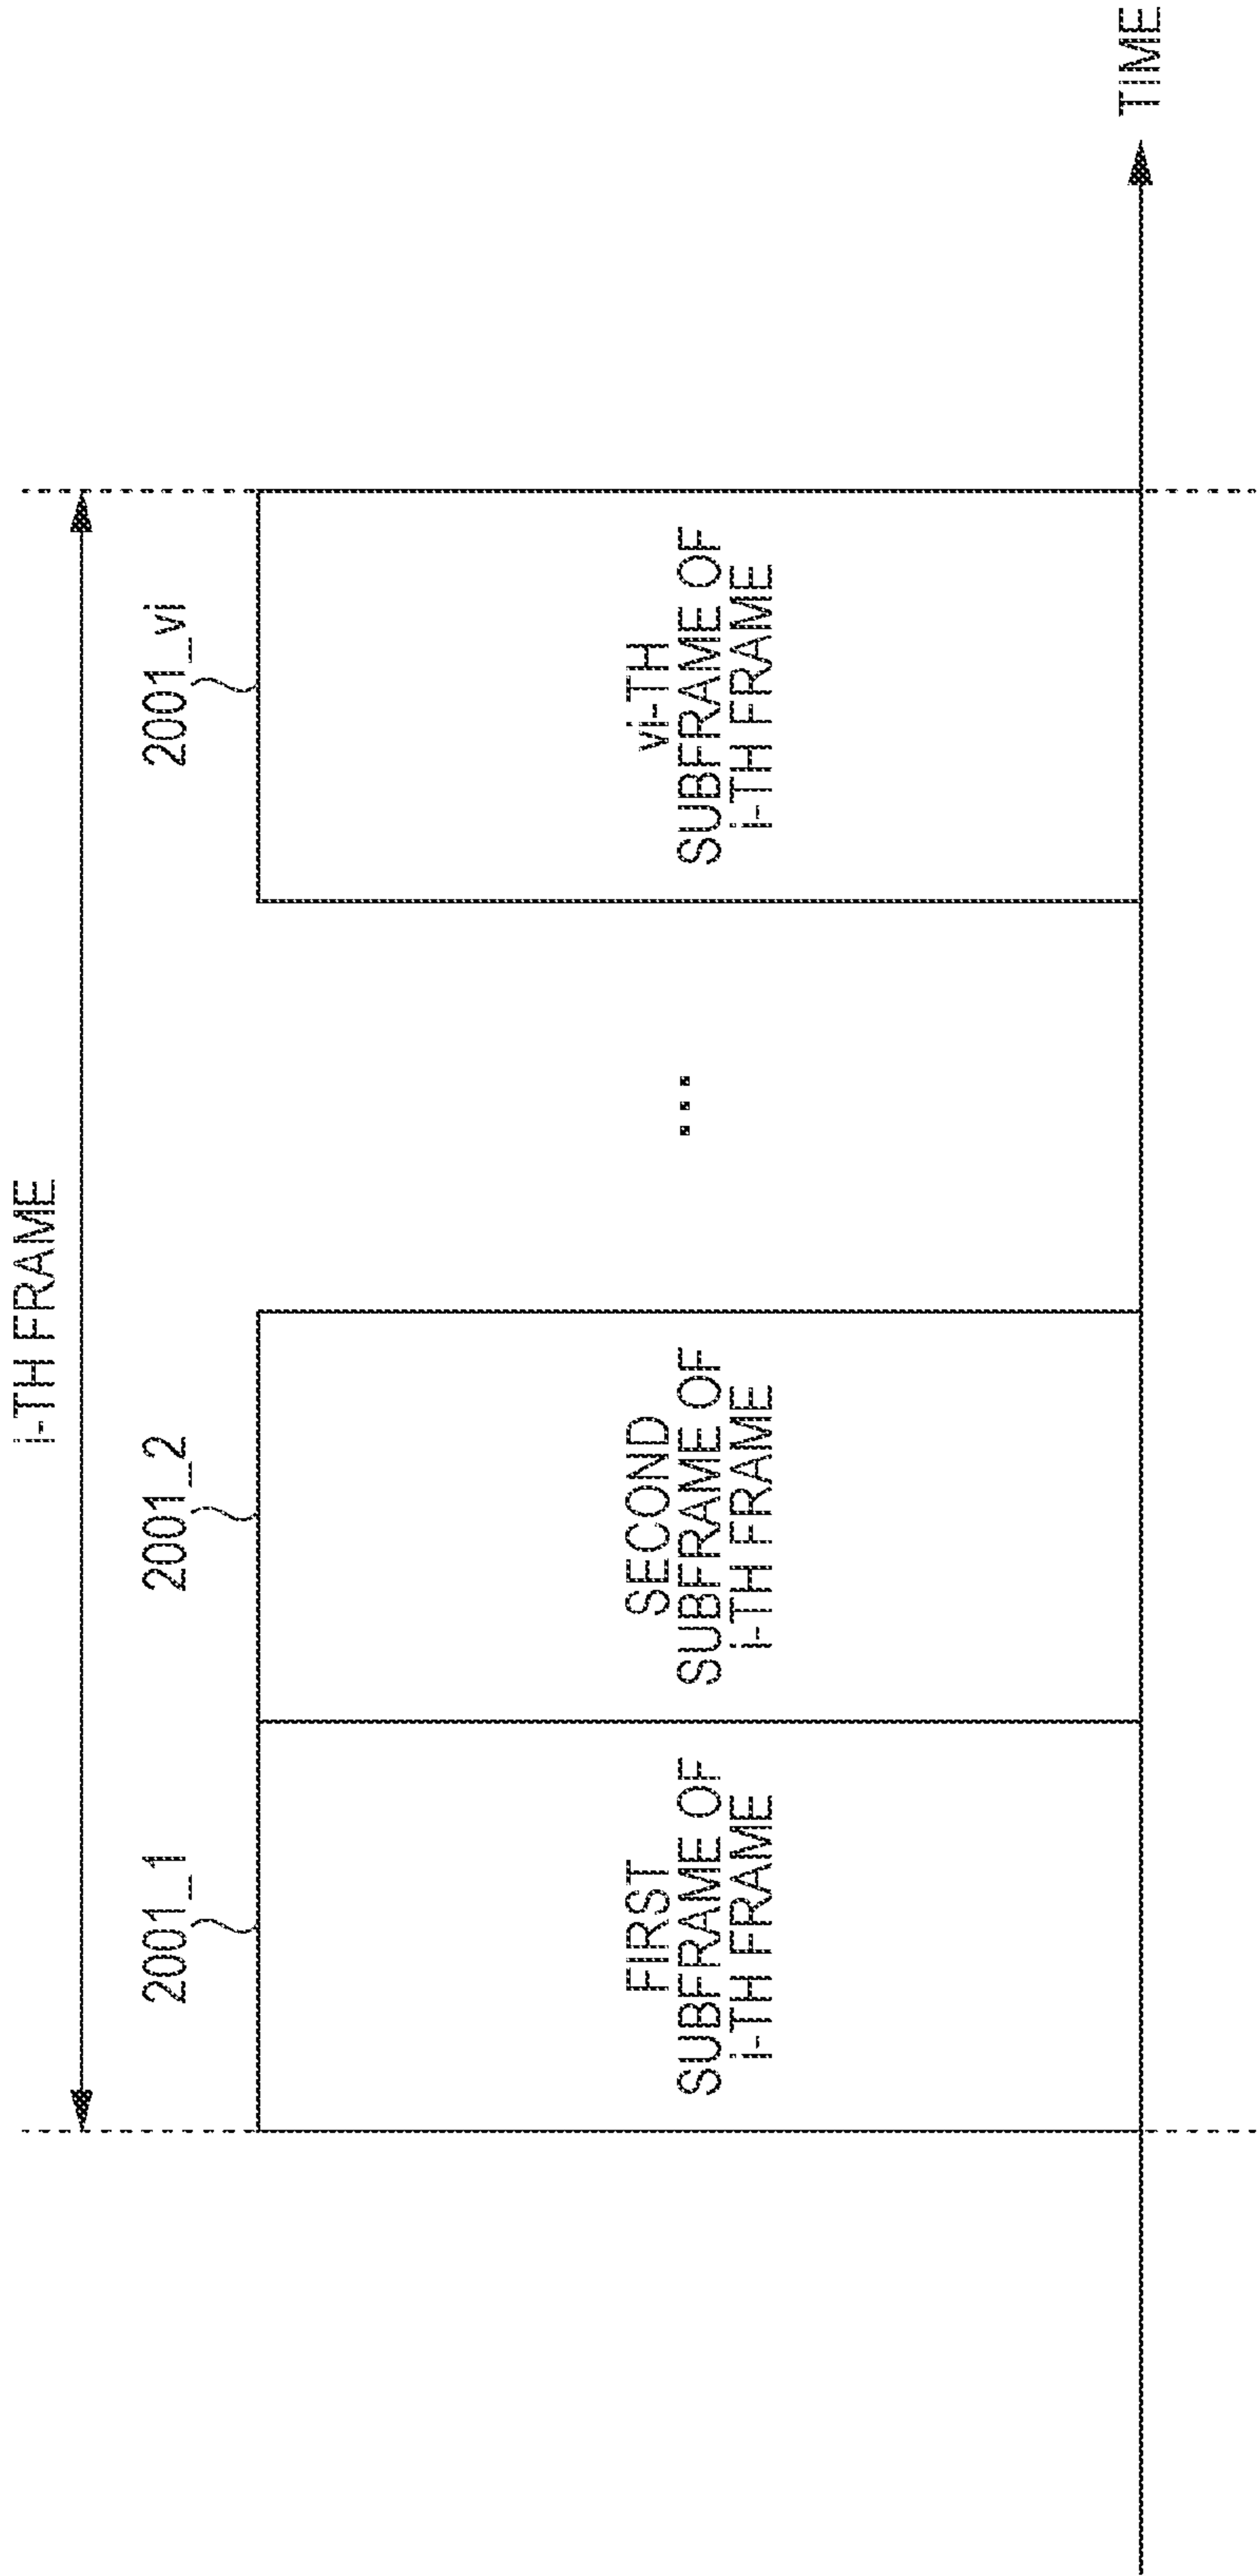 i-TH FRAME
2001_1
2001_2
2001_vi
FIRST
SUBFRAME OF
i-TH FRAME
SECOND
SUBFRAME OF
i-TH FRAME
...
vi-TH
SUBFRAME OF
i-TH FRAME
TIME